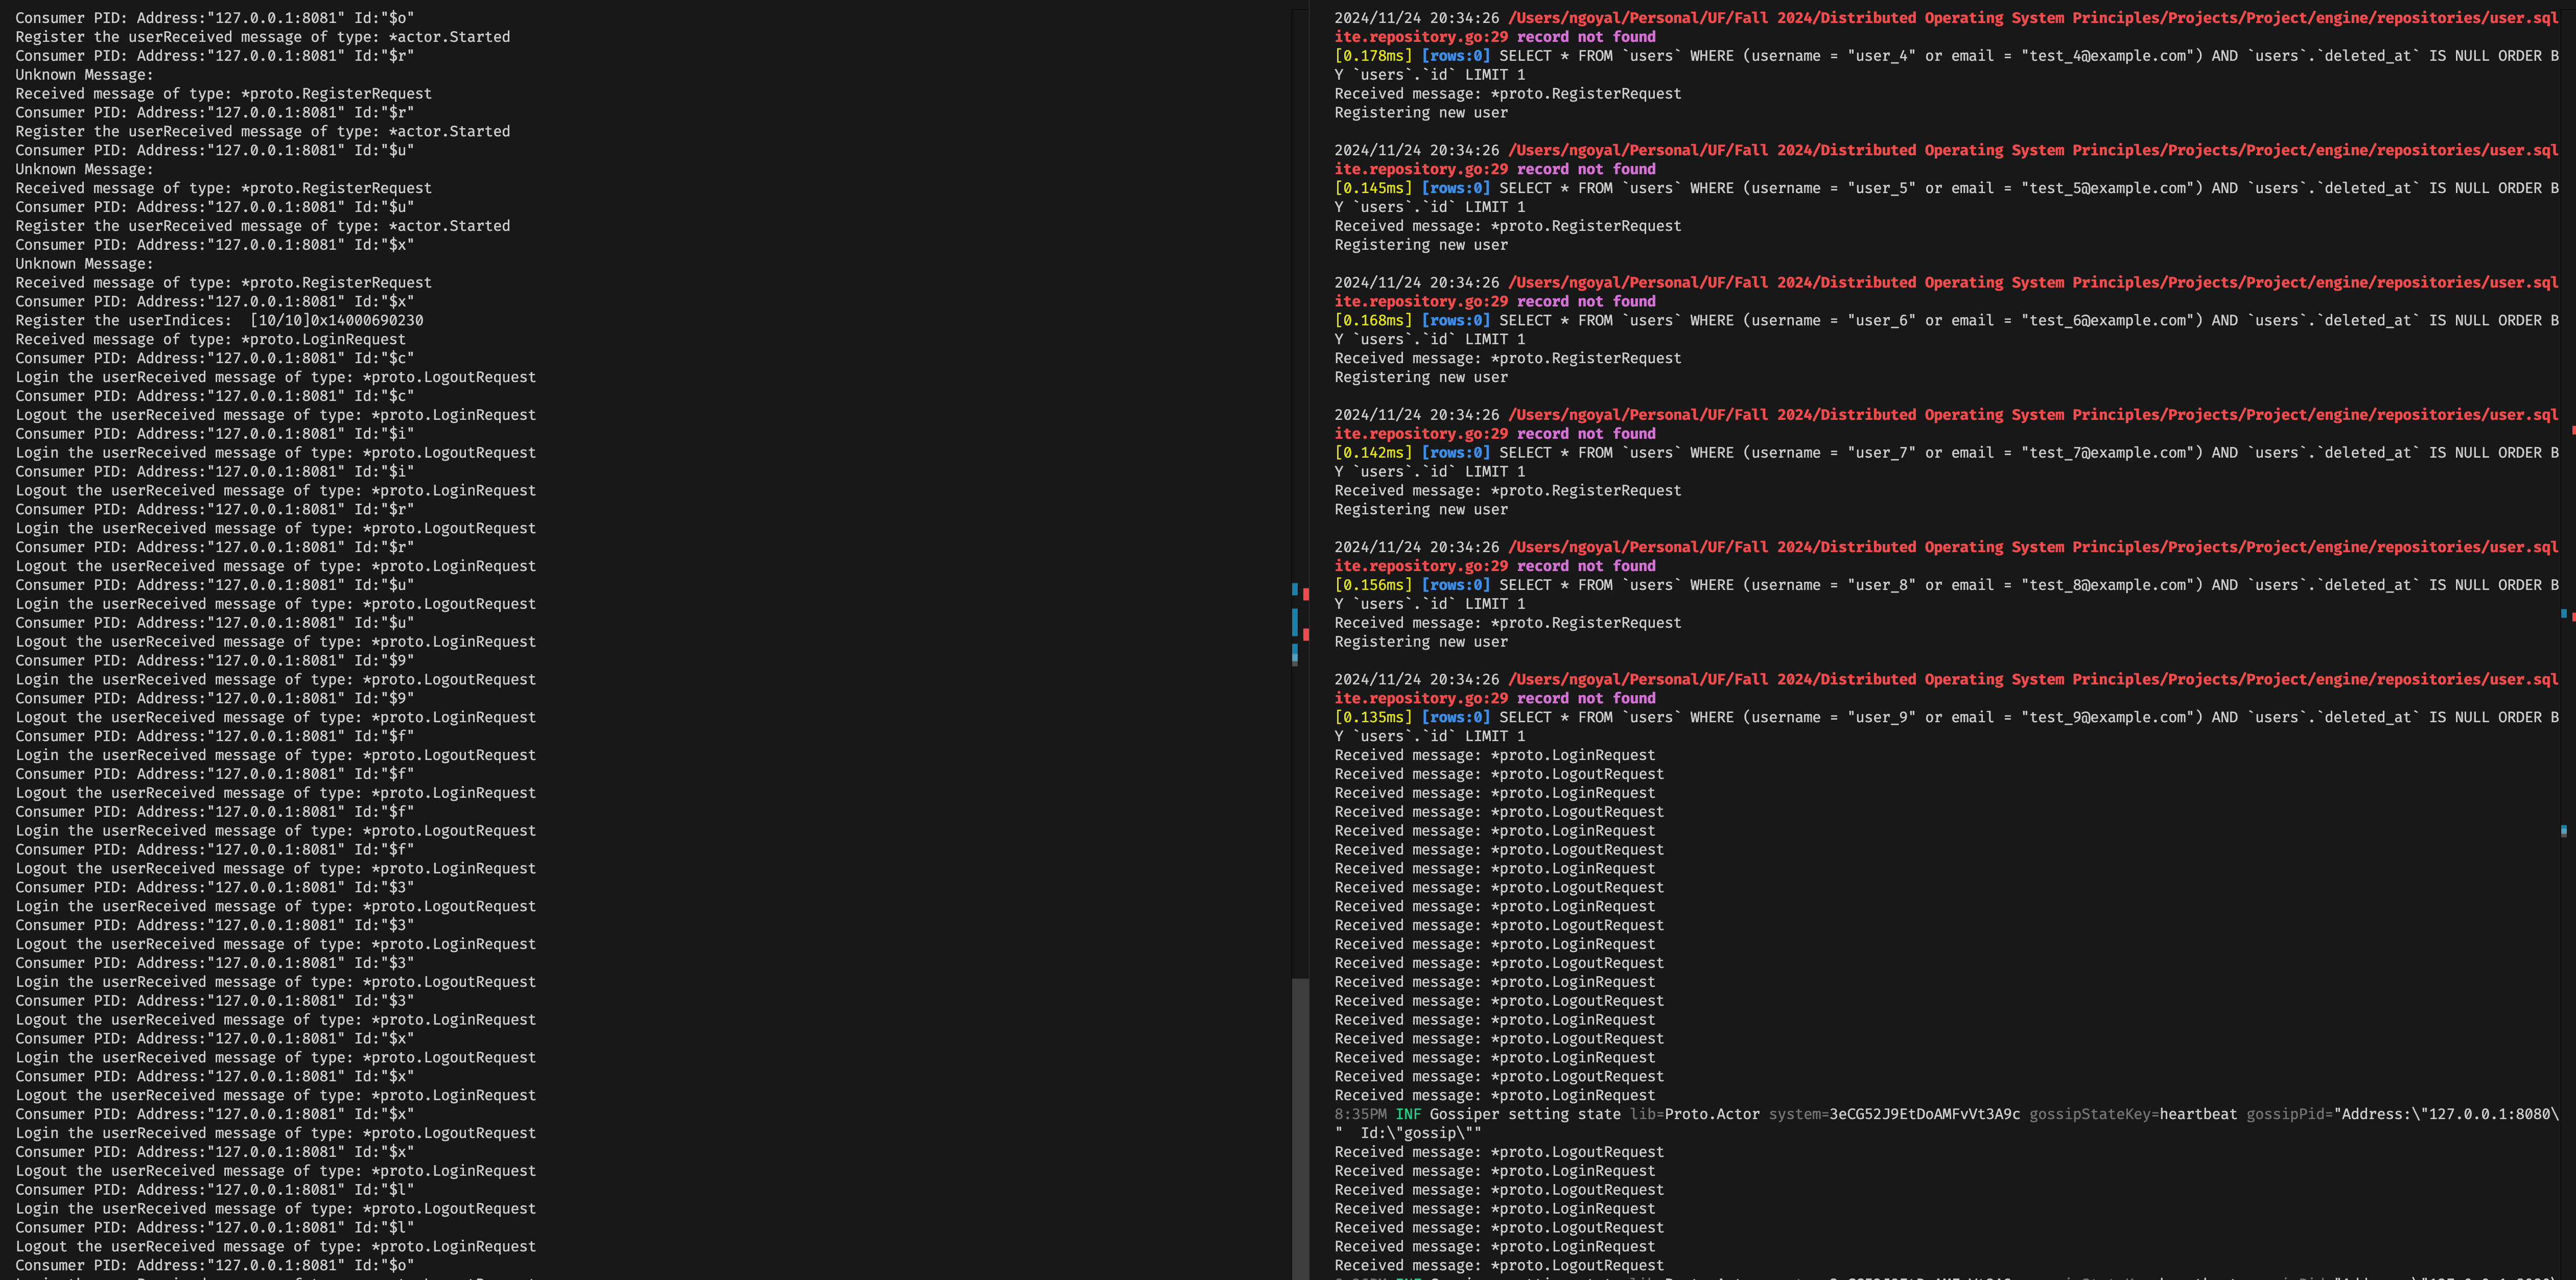 Consumer PID: Address:"127.0.0.1:8081" Id:"$o"
Register the userReceived message of type: *actor.Started
Consumer PID: Address:"127.0.0.1:8081" Id:"$r"
Unknown Message:
Received message of type: *proto.RegisterRequest
Consumer PID: Address:"127.0.0.1:8081" Id:"$r"
Register the userReceived message of type: *actor.Started
Consumer PID: Address:"127.0.0.1:8081" Id:"$u"
Unknown Message:
Received message of type: *proto.RegisterRequest
Consumer PID: Address:"127.0.0.1:8081" Id:"$u"
Register the userReceived message of type: *actor.Started
Consumer PID: Address:"127.0.0.1:8081" Id:"$x"
Unknown Message:
Received message of type: *proto.RegisterRequest
Consumer PID: Address:"127.0.0.1:8081" Id:"$x"
Register the userIndices:  [10/10]0x14000690230
Received message of type: *proto.LoginRequest
Consumer PID: Address:"127.0.0.1:8081" Id:"$c"
Login the userReceived message of type: *proto.LogoutRequest
Consumer PID: Address:"127.0.0.1:8081" Id:"$c"
Logout the userReceived message of type: *proto.LoginRequest
Consumer PID: Address:"127.0.0.1:8081" Id:"$i"
Login the userReceived message of type: *proto.LogoutRequest
Consumer PID: Address:"127.0.0.1:8081" Id:"$i"
Logout the userReceived message of type: *proto.LoginRequest
Consumer PID: Address:"127.0.0.1:8081" Id:"$r"
Login the userReceived message of type: *proto.LogoutRequest
Consumer PID: Address:"127.0.0.1:8081" Id:"$r"
Logout the userReceived message of type: *proto.LoginRequest
Consumer PID: Address:"127.0.0.1:8081" Id:"$u"
Login the userReceived message of type: *proto.LogoutRequest
Consumer PID: Address:"127.0.0.1:8081" Id:"$u"
Logout the userReceived message of type: *proto.LoginRequest
Consumer PID: Address:"127.0.0.1:8081" Id:"$9"
Login the userReceived message of type: *proto.LogoutRequest
Consumer PID: Address:"127.0.0.1:8081" Id:"$9"
Logout the userReceived message of type: *proto.LoginRequest
Consumer PID: Address:"127.0.0.1:8081" Id:"$f"
Login the userReceived message of type: *proto.LogoutRequest
Consumer PID: Address:"127.0.0.1:8081" Id:"$f"
Logout the userReceived message of type: *proto.LoginRequest
Consumer PID: Address:"127.0.0.1:8081" Id:"$f"
Login the userReceived message of type: *proto.LogoutRequest
Consumer PID: Address:"127.0.0.1:8081" Id:"$f"
Logout the userReceived message of type: *proto.LoginRequest
Consumer PID: Address:"127.0.0.1:8081" Id:"$3"
Login the userReceived message of type: *proto.LogoutRequest
Consumer PID: Address:"127.0.0.1:8081" Id:"$3"
Logout the userReceived message of type: *proto.LoginRequest
Consumer PID: Address:"127.0.0.1:8081" Id:"$3"
Login the userReceived message of type: *proto.LogoutRequest
Consumer PID: Address:"127.0.0.1:8081" Id:"$3"
Logout the userReceived message of type: *proto.LoginRequest
Consumer PID: Address:"127.0.0.1:8081" Id:"$x"
Login the userReceived message of type: *proto.LogoutRequest
Consumer PID: Address:"127.0.0.1:8081" Id:"$x"
Logout the userReceived message of type: *proto.LoginRequest
Consumer PID: Address:"127.0.0.1:8081" Id:"$x"
Login the userReceived message of type: *proto.LogoutRequest
Consumer PID: Address:"127.0.0.1:8081" Id:"$x"
Logout the userReceived message of type: *proto.LoginRequest
Consumer PID: Address:"127.0.0.1:8081" Id:"$l"
Login the userReceived message of type: *proto.LogoutRequest
Consumer PID: Address:"127.0.0.1:8081" Id:"$l"
Logout the userReceived message of type: *proto.LoginRequest
Consumer PID: Address:"127.0.0.1:8081" Id:"$o"
2024/11/24 20:34:26 /Users/ngoyal/Personal/UF/Fall 2024/Distributed Operating System Principles/Projects/Project/engine/repositories/user.sql
ite.repository.go:29 record not found
[0.178ms] [rows:0] SELECT * FROM `users` WHERE (username = "user_4" or email = "test_4@example.com") AND `users`.`deleted_at` IS NULL ORDER B
Y `users`.`id` LIMIT 1
Received message: *proto.RegisterRequest
Registering new user
2024/11/24 20:34:26 /Users/ngoyal/Personal/UF/Fall 2024/Distributed Operating System Principles/Projects/Project/engine/repositories/user.sql
ite.repository.go:29 record not found
[0.145ms] [rows:0] SELECT * FROM `users` WHERE (username = "user_5" or email = "test_5@example.com") AND `users`.`deleted_at` IS NULL ORDER B
Y `users`.`id` LIMIT 1
Received message: *proto.RegisterRequest
Registering new user
2024/11/24 20:34:26 /Users/ngoyal/Personal/UF/Fall 2024/Distributed Operating System Principles/Projects/Project/engine/repositories/user.sql
ite.repository.go:29 record not found
[0.168ms] [rows:0] SELECT * FROM `users` WHERE (username = "user_6" or email = "test_6@example.com") AND `users`.`deleted_at` IS NULL ORDER B
Y `users`.`id` LIMIT 1
Received message: *proto.RegisterRequest
Registering new user
2024/11/24 20:34:26 /Users/ngoyal/Personal/UF/Fall 2024/Distributed Operating System Principles/Projects/Project/engine/repositories/user.sql
ite.repository.go:29 record not found
[0.142ms] [rows:0] SELECT * FROM `users` WHERE (username = "user_7" or email = "test_7@example.com") AND `users`.`deleted_at` IS NULL ORDER B
Y `users`.`id` LIMIT 1
Received message: *proto.RegisterRequest
Registering new user
2024/11/24 20:34:26 /Users/ngoyal/Personal/UF/Fall 2024/Distributed Operating System Principles/Projects/Project/engine/repositories/user.sql
ite.repository.go:29 record not found
[0.156ms] [rows:0] SELECT * FROM `users` WHERE (username = "user_8" or email = "test_8@example.com") AND `users`.`deleted_at` IS NULL ORDER B
Y `users`.`id` LIMIT 1
Received message: *proto.RegisterRequest
Registering new user
2024/11/24 20:34:26 /Users/ngoyal/Personal/UF/Fall 2024/Distributed Operating System Principles/Projects/Project/engine/repositories/user.sql
ite.repository.go:29 record not found
[0.135ms] [rows:0] SELECT * FROM `users` WHERE (username = "user_9" or email = "test_9@example.com") AND `users`.`deleted_at` IS NULL ORDER B
Y `users`.`id` LIMIT 1
Received message: *proto.LoginRequest
Received message: *proto.LogoutRequest
Received message: *proto.LoginRequest
Received message: *proto.LogoutRequest
Received message: *proto.LoginRequest
Received message: *proto.LogoutRequest
Received message: *proto.LoginRequest
Received message: *proto.LogoutRequest
Received message: *proto.LoginRequest
Received message: *proto.LogoutRequest
Received message: *proto.LoginRequest
Received message: *proto.LogoutRequest
Received message: *proto.LoginRequest
Received message: *proto.LogoutRequest
Received message: *proto.LoginRequest
Received message: *proto.LogoutRequest
Received message: *proto.LoginRequest
Received message: *proto.LogoutRequest
Received message: *proto.LoginRequest
8:35PM INF Gossiper setting state lib=Proto.Actor system=3eCG52J9EtDoAMFvVt3A9c gossipStateKey=heartbeat gossipPid="Address:\"127.0.0.1:8080\
"  Id:\"gossip\""
Received message: *proto.LogoutRequest
Received message: *proto.LoginRequest
Received message: *proto.LogoutRequest
Received message: *proto.LoginRequest
Received message: *proto.LogoutRequest
Received message: *proto.LoginRequest
Received message: *proto.LogoutRequest